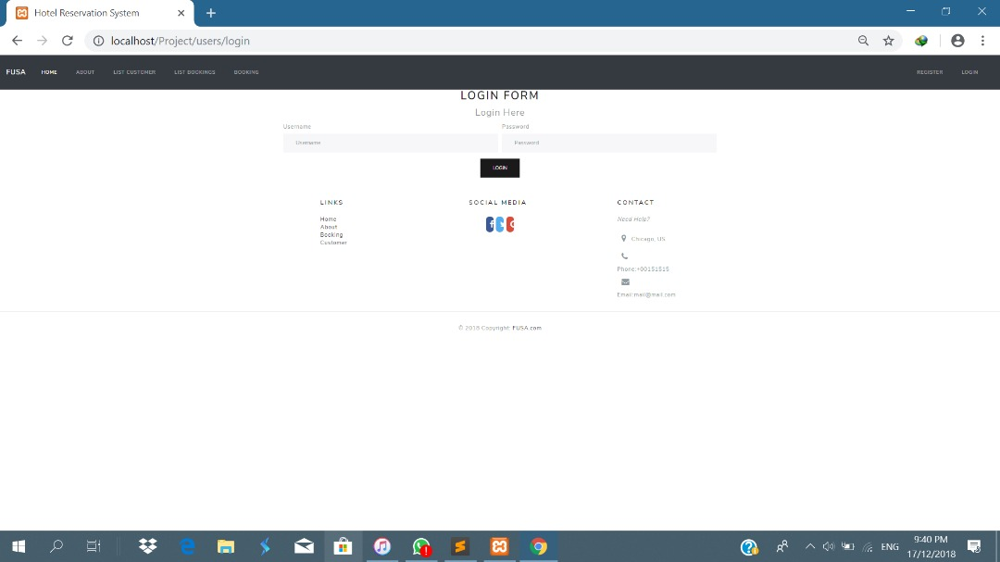 Hotel Reservation System
localhost/Project/users/login
FUSA HOME ABOUT LIST CUSTOMER LIST BOOKINGS BOOKING REGISTER LOGIN
LOGIN FORM
Login Here
Username Password
Username Password
LOGIN
LINKS
Home
About
Booking
Customer
SOCIAL MEDIA
CONTACT
Need Help?
Chicago, US
Phone:+00151515
Email:mail@mail.com
© 2018 Copyright: FUSA.com
ENG
9:40 PM
17/12/2018